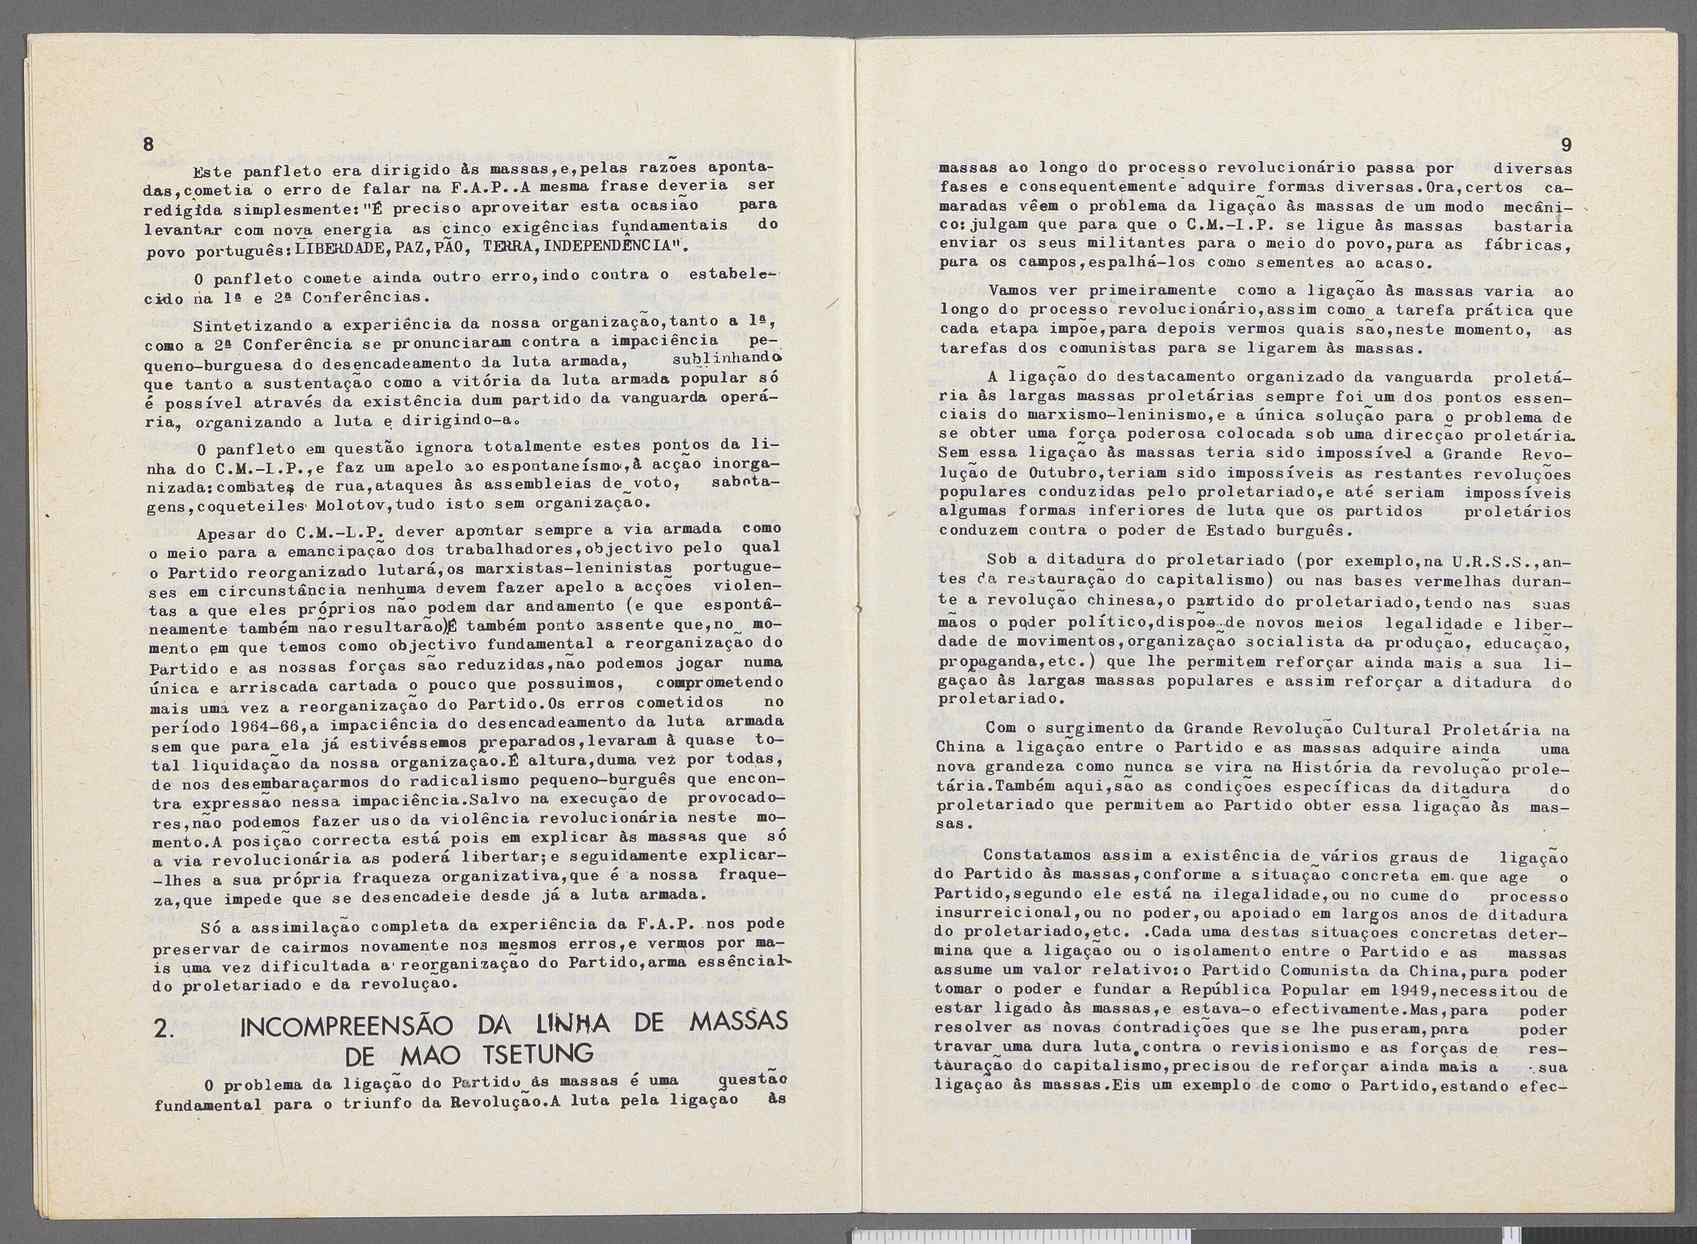 8
Este panfleto era dirigido às massas,e,pelas razões aponta-
das,cometia o erro de falar na F.A.P..A mesma frase deveria ser
redigida simplesmente:"É preciso aproveitar esta ocasião para
levantar com nova energia as cinco exigências fundamentais do
povo português:LIBERDADE,PAZ,PÃO, TERRA,INDEPENDÊNCIA".
O panfleto comete ainda outro erro,indo contra o estabele-
cido na 1ª e 2ª Conferências.
Sintetizando a experiência da nossa organização,tanto a 1ª,
como a 2ª Conferência se pronunciaram contra a impaciência pe-
queno-burguesa do desencadeamento da luta armada, sublinhando
que tanto a sustentação como a vitória da luta armada popular só
é possível através da existência dum partido da vanguarda operá-
ria, organizando a luta e dirigindo-a.
O panfleto em questão ignora totalmente estes pontos da li-
nha do C.M.-L.P.,e faz um apelo ao espontaneísmo,à acção inorga-
nizada:combates de rua,ataques às assembleias de voto, sabota-
gens,coqueteiles Molotov,tudo isto sem organização.
Apesar do C.M.-L.P. dever apontar sempre a via armada como
o meio para a emancipação dos trabalhadores,objectivo pelo qual
o Partido reorganizado lutará,os marxistas-leninistas portugue-
ses em circunstância nenhuma devem fazer apelo a acções violen-
tas a que eles próprios não podem dar andamento (e que espontâ-
neamente também não resultarão)É também ponto assente que,no mo-
mento em que temos como objectivo fundamental a reorganização do
Partido e as nossas forças são reduzidas,não podemos jogar numa
única e arriscada cartada o pouco que possuimos, comprometendo
mais uma vez a reorganização do Partido.Os erros cometidos no
período 1964-66,a impaciência do desencadeamento da luta armada
sem que para ela já estivéssemos preparados,levaram à quase to-
tal liquidação da nossa organização.É altura,duma vez por todas,
de nos desembaraçarmos do radicalismo pequeno-burguês que encon-
tra expressão nessa impaciência.Salvo na execução de provocado-
res,não podemos fazer uso da violência revolucionária neste mo-
mento.A posição correcta está pois em explicar às massas que só
a via revolucionária as poderá libertar;e seguidamente explicar-
-lhes a sua própria fraqueza organizativa,que é a nossa fraque-
za,que impede que se desencadeie desde já a luta armada.
Só a assimilação completa da experiência da F.A.P. nos pode
preservar de cairmos novamente nos mesmos erros,e vermos por ma-
is uma vez dificultada a reorganização do Partido,arma essêncial
do proletariado e da revolução.
2. INCOMPREENSÃO DA LINHA DE MASSAS
DE MAO TSETUNG
O problema da ligação do Partido às massas é uma questão
fundamental para o triunfo da Revolução.A luta pela ligação às
9
massas ao longo do processo revolucionário passa por diversas
fases e consequentemente adquire formas diversas.Ora,certos ca-
maradas vêem o problema da ligação às massas de um modo mecâni-
co:julgam que para que o C.M.-L.P. se ligue às massas bastaria
enviar os seus militantes para o meio do povo,para as fábricas,
para os campos,espalhá-los como sementes ao acaso.
Vamos ver primeiramente como a ligação às massas varia ao
longo do processo revolucionário,assim como a tarefa prática que
cada etapa impõe,para depois vermos quais são,neste momento, as
tarefas dos comunistas para se ligarem às massas.
A ligação do destacamento organizado da vanguarda proletá-
ria às largas massas proletárias sempre foi um dos pontos essen-
ciais do marxismo-leninismo,e a única solução para o problema de
se obter uma força poderosa colocada sob uma direcção proletária.
Sem essa ligação às massas teria sido impossível a Grande Revo-
lução de Outubro,teriam sido impossíveis as restantes revoluções
populares conduzidas pelo proletariado,e até seriam impossíveis
algumas formas inferiores de luta que os partidos proletários
conduzem contra o poder de Estado burguês.
Sob a ditadura do proletariado (por exemplo,na U.R.S.S.,an-
tes da restauração do capitalismo) ou nas bases vermelhas duran-
te a revolução chinesa,o partido do proletariado,tendo nas suas
mãos o poder político,dispõe de novos meios legalidade e liber-
dade de movimentos,organização socialista da produção, educação,
propaganda,etc.) que lhe permitem reforçar ainda mais a sua li-
gação às largas massas populares e assim reforçar a ditadura do
proletariado.
Com o surgimento da Grande Revolução Cultural Proletária na
China a ligação entre o Partido e as massas adquire ainda uma
nova grandeza como nunca se vira na História da revolução prole-
tária.Também aqui,são as condições específicas da ditadura do
proletariado que permitem ao Partido obter essa ligação às mas-
sas.
Constatamos assim a existência de vários graus de ligação
do Partido às massas,conforme a situação concreta em que age o
Partido,segundo ele está na ilegalidade,ou no cume do processo
insurreicional,ou no poder,ou apoiado em largos anos de ditadura
do proletariado,etc. .Cada uma destas situações concretas deter-
mina que a ligação ou o isolamento entre o Partido e as massas
assume um valor relativo:o Partido Comunista da China,para poder
tomar o poder e fundar a República Popular em 1949,necessitou de
estar ligado às massas,e estava-o efectivamente.Mas,para poder
resolver as novas contradições que se lhe puseram,para poder
travar uma dura luta contra o revisionismo e as forças de res-
tauração do capitalismo,precisou de reforçar ainda mais a sua
ligação às massas.Eis um exemplo de como o Partido,estando efec-